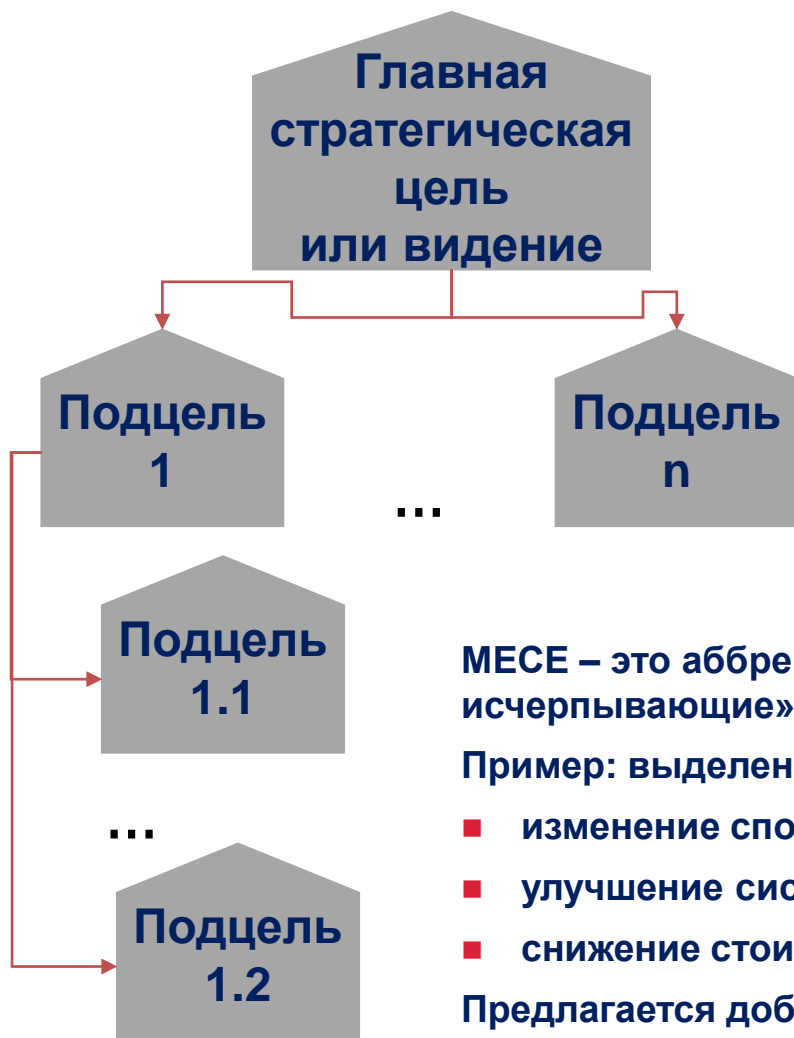 Главная
стратегическая
цель
или видение
Подцель
1
...
Подцель
n
Подцель
1.1
...
Подцель
1.2
MECE – это аббре
исчерпывающие»
Пример: выделен
изменение спо
улучшение сис
снижение стои
Предлагается доб